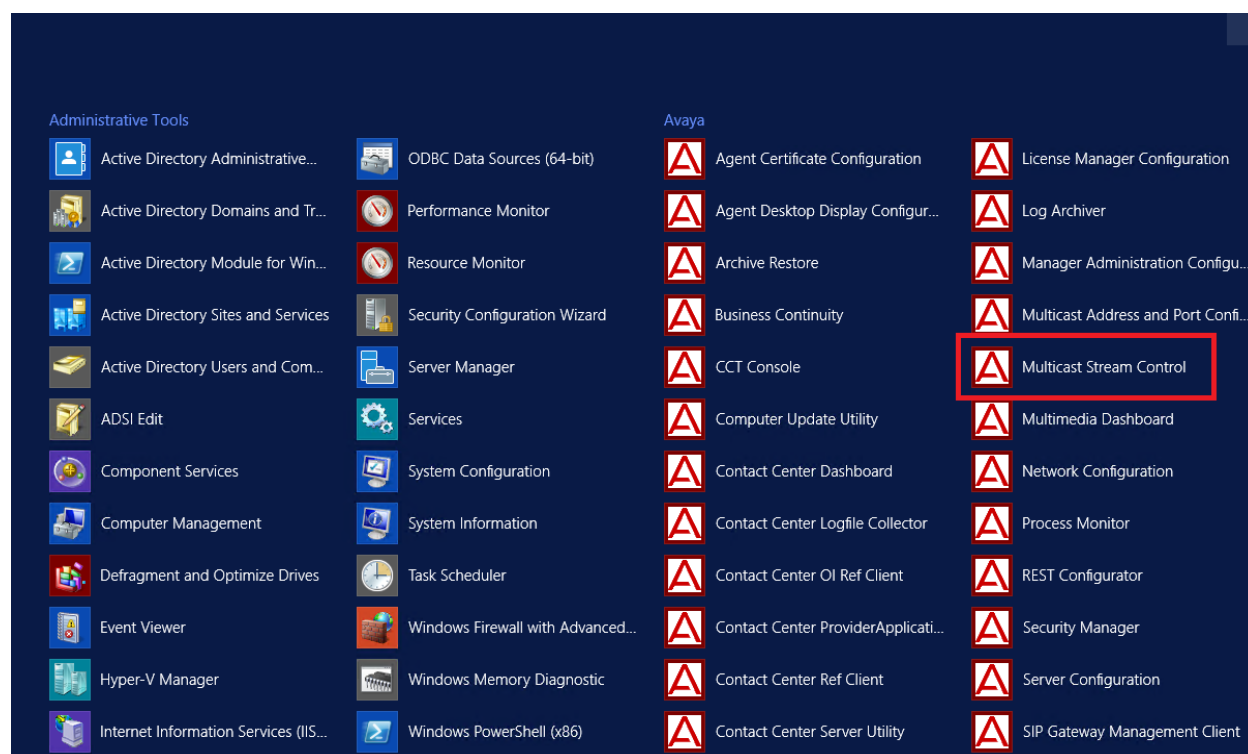 Administrative Tools
Active Directory Administrative...
Active Directory Domains and Tr...
Active Directory Module for Win...
Active Directory Sites and Services
Active Directory Users and Com...
ADSI Edit
Component Services
Computer Management
Defragment and Optimize Drives
Event Viewer
Hyper-V Manager
Internet Information Services (IIS...
ODBC Data Sources (64-bit)
Performance Monitor
Resource Monitor
Security Configuration Wizard
Server Manager
Services
System Configuration
System Information
Task Scheduler
Windows Firewall with Advanced...
Windows Memory Diagnostic
Windows PowerShell (x86)
Avaya
Agent Certificate Configuration
Agent Desktop Display Configur...
Archive Restore
Business Continuity
CCT Console
Computer Update Utility
Contact Center Dashboard
Contact Center Logfile Collector
Contact Center OI Ref Client
Contact Center ProviderApplicati...
Contact Center Ref Client
Contact Center Server Utility
License Manager Configuration
Log Archiver
Manager Administration Configu...
Multicast Address and Port Confi...
Multicast Stream Control
Multimedia Dashboard
Network Configuration
Process Monitor
REST Configurator
Security Manager
Server Configuration
SIP Gateway Management Client